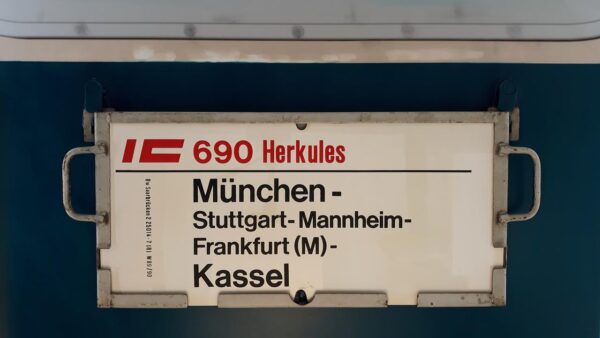 IC 690 Herkules
München -
Stuttgart- Mannheim-
Frankfurt (M) -
Kassel